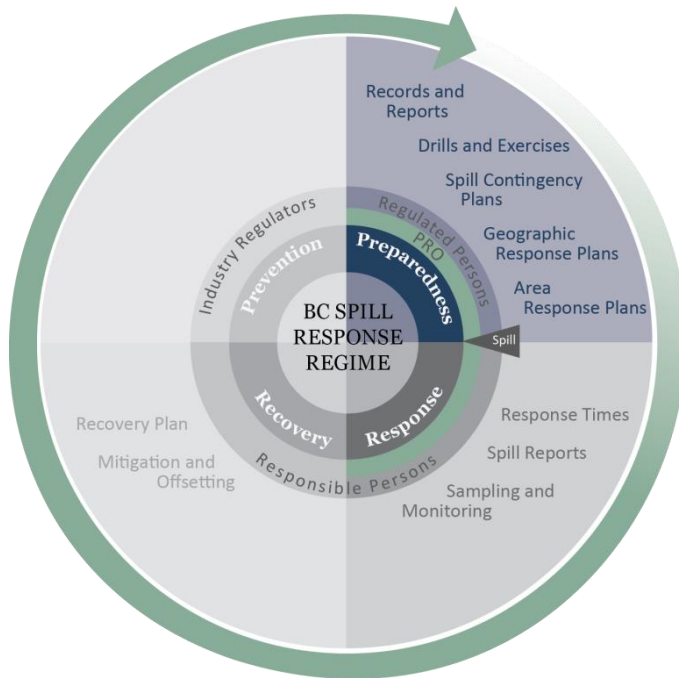 Records and
Reports
Drills and Exercises
Spill Contingency
Plans
Geographic
Response Plans
Area
Response Plans
Industry Regulators
Prevention
Regulated Persons
PRO
Preparedness
BC SPILL
RESPONSE
REGIME
Spill
Recovery
Response
Responsible Persons
Recovery Plan
Mitigation and
Offsetting
Response Times
Spill Reports
Sampling and
Monitoring